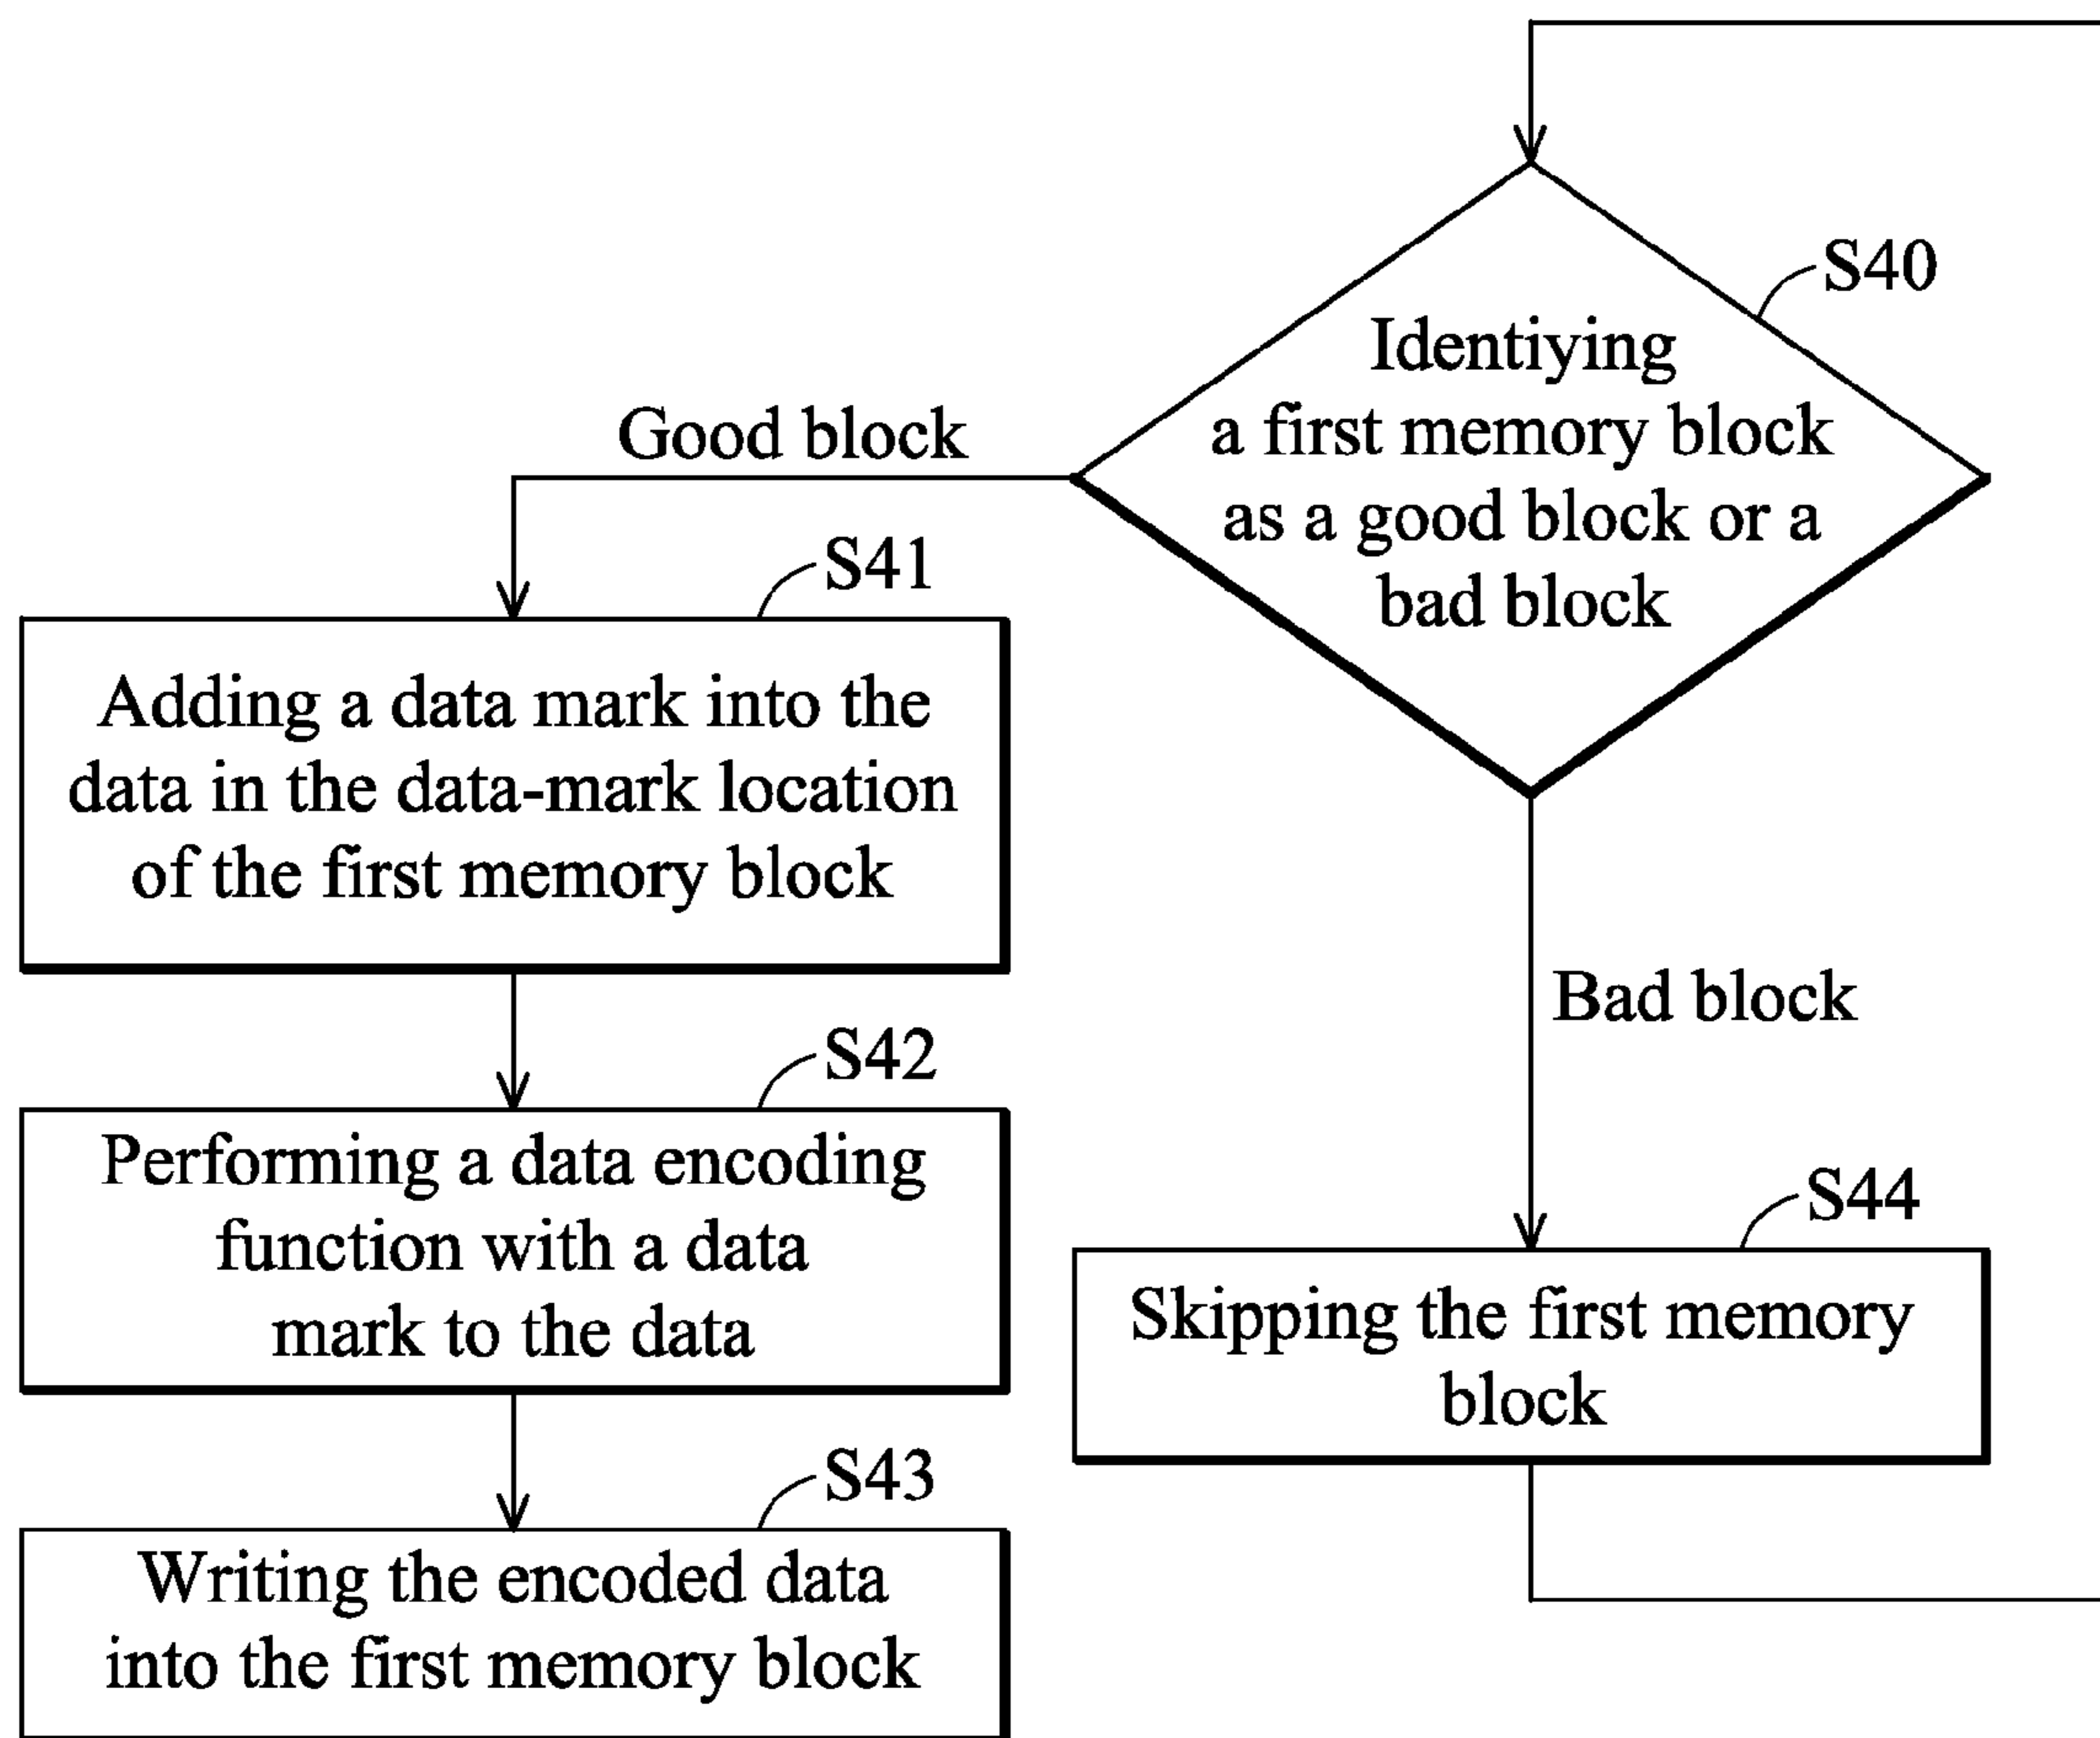 S40
Identiying
a first memory block
as a good block or a
bad block
Good block
S41
Adding a data mark into the
data in the data-mark location
of the first memory block
S42
Performing a data encoding
function with a data
mark to the data
S43
Writing the encoded data
into the first memory block
Bad block
S44
Skipping the first memory
block